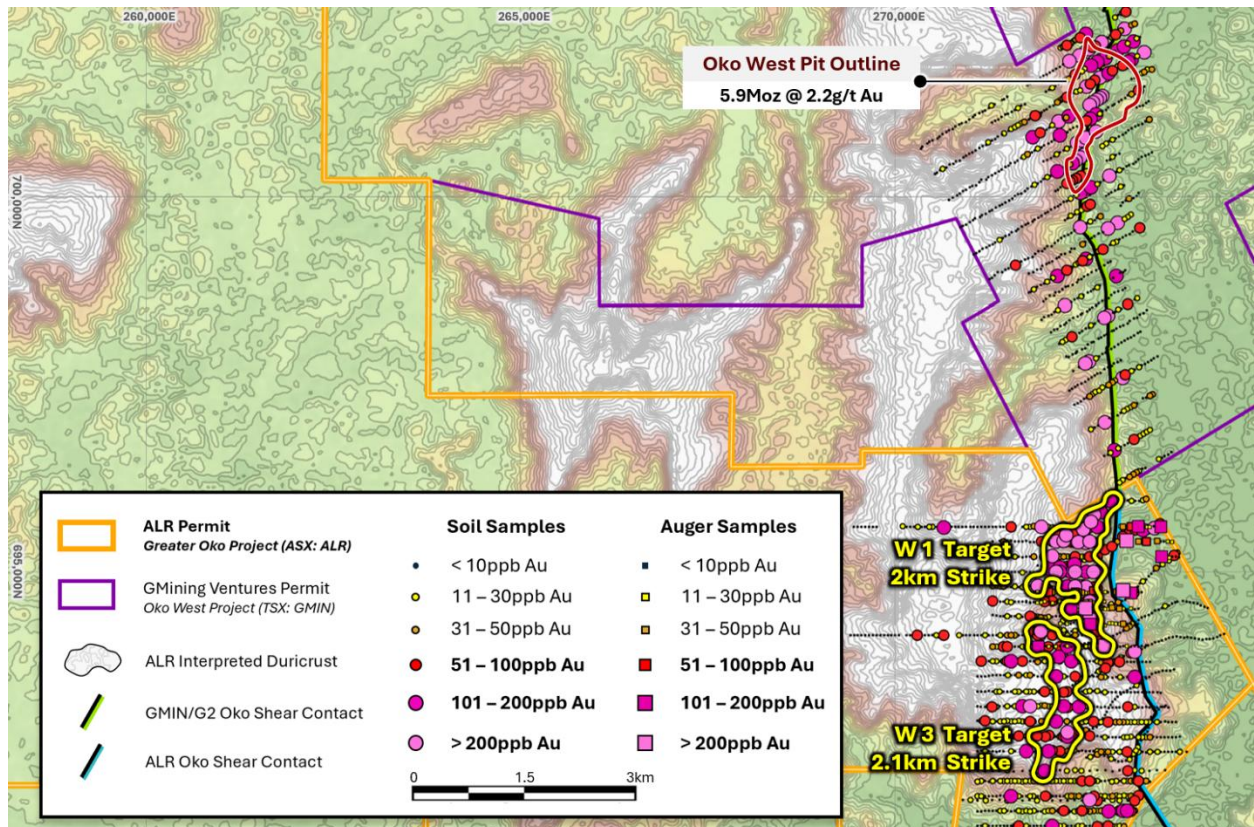 260,000E
265,000E
270,000E
Oko West Pit Outline
5.9Moz @ 2.2g/t Au
700,000N
695,000N
W1 Target
2km Strike
W3 Target
2.1km Strike
ALR Permit
Greater Oko Project (ASX: ALR)
GMining Ventures Permit
Oko West Project (TSX: GMIN)
ALR Interpreted Duricrust
GMIN/G2 Oko Shear Contact
ALR Oko Shear Contact
Soil Samples
< 10ppb Au
11 – 30ppb Au
31 – 50ppb Au
51 – 100ppb Au
101 – 200ppb Au
> 200ppb Au
Auger Samples
< 10ppb Au
11 – 30ppb Au
31 – 50ppb Au
51 – 100ppb Au
101 – 200ppb Au
> 200ppb Au
0 1.5 3km